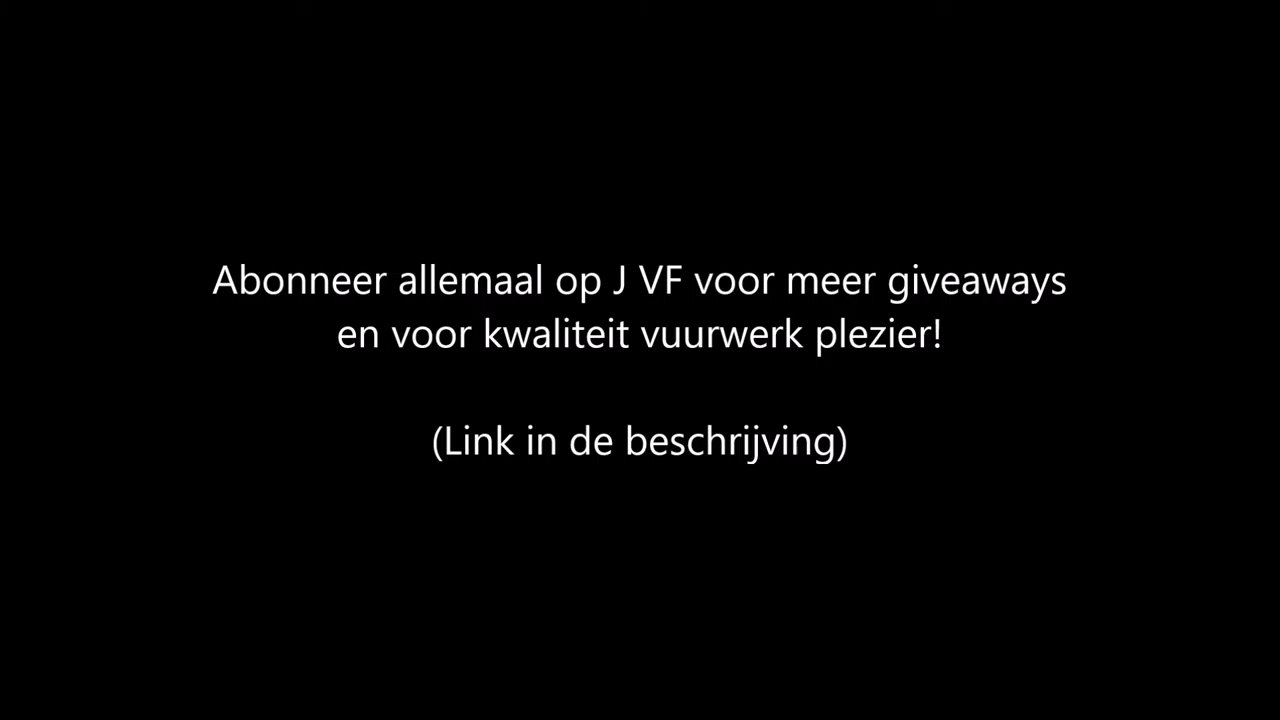 Abonneer allemaal op J VF voor meer giveaways
en voor kwaliteit vuurwerk plezier!
(Link in de beschrijving)